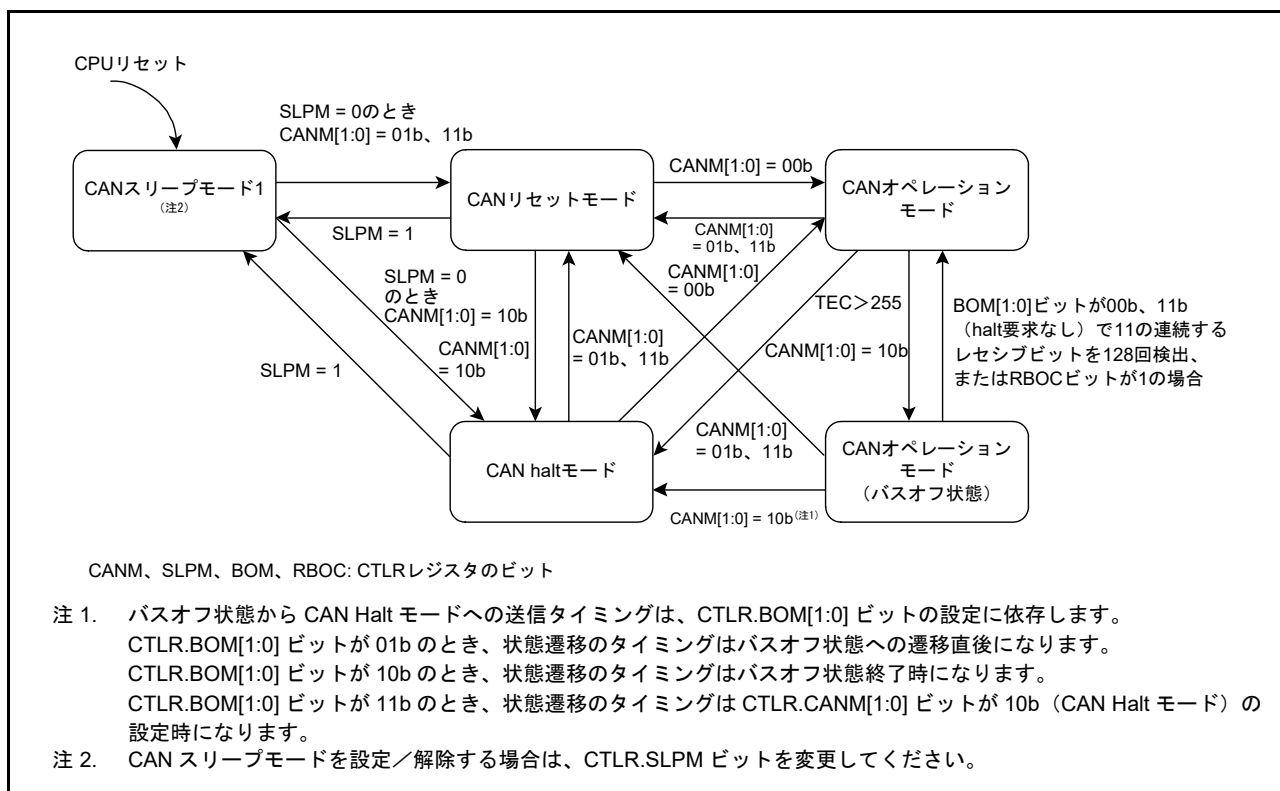 CPUリセット
SLPM = 0のとき
CANM[1:0] = 01b、11b
CANスリープモード1
(注2)
CANリセットモード
CANM[1:0] = 00b
CANオペレーション
モード
SLPM = 1
CANM[1:0]
= 01b、11b
SLPM = 0
のとき
CANM[1:0] = 10b
CANM[1:0]
= 10b
CANM[1:0]
= 01b、11b
CANM[1:0]
= 00b
TEC＞255
CANM[1:0] = 10b
BOM[1:0]ビットが00b、11b
（halt要求なし）で11の連続する
レセシブビットを128回検出、
またはRBOCビットが1の場合
SLPM = 1
CAN haltモード
CANM[1:0]
= 01b、11b
CANM[1:0] = 10b(注1)
CANオペレーション
モード
（バスオフ状態）
CANM、SLPM、BOM、RBOC: CTLRレジスタのビット
注 1. バスオフ状態から CAN Halt モードへの送信タイミングは、CTLR.BOM[1:0] ビットの設定に依存します。
CTLR.BOM[1:0] ビットが 01b のとき、状態遷移のタイミングはバスオフ状態への遷移直後になります。
CTLR.BOM[1:0] ビットが 10b のとき、状態遷移のタイミングはバスオフ状態終了時になります。
CTLR.BOM[1:0] ビットが 11b のとき、状態遷移のタイミングは CTLR.CANM[1:0] ビットが 10b（CAN Halt モード）の
設定時になります。
注 2. CAN スリープモードを設定／解除する場合は、CTLR.SLPM ビットを変更してください。